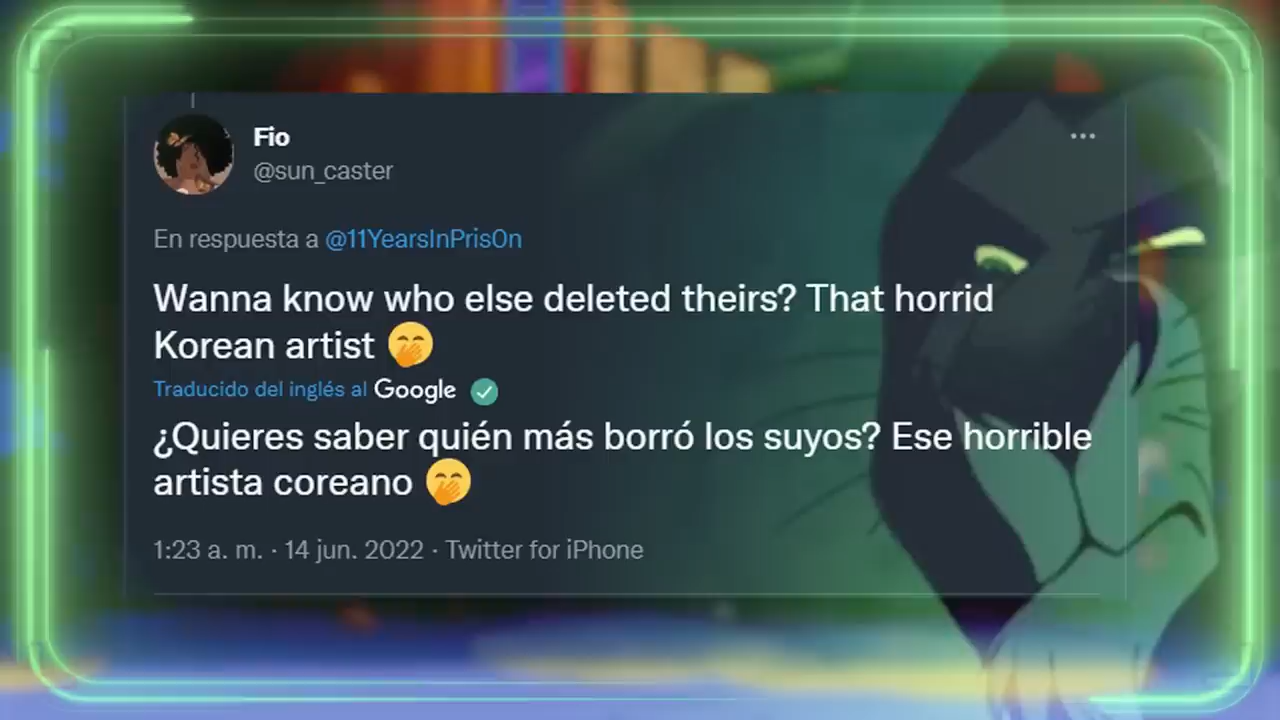 Fio
@sun_caster
En respuesta a @11YearsInPris0n
Wanna know who else deleted theirs? That horrid
Korean artist 🤭
Traducido del inglés al Google
¿Quieres saber quién más borró los suyos? Ese horrible
artista coreano 🤭
1:23 a. m. · 14 jun. 2022 · Twitter for iPhone